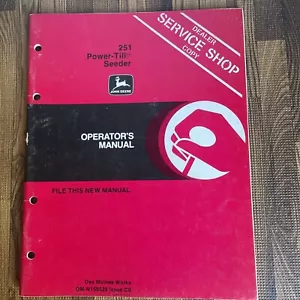 251
Power-Till®
Seeder
JOHN DEERE
DEALER
SERVICE SHOP
COPY
OPERATOR'S
MANUAL
FILE THIS NEW MANUAL
Des Moines Works